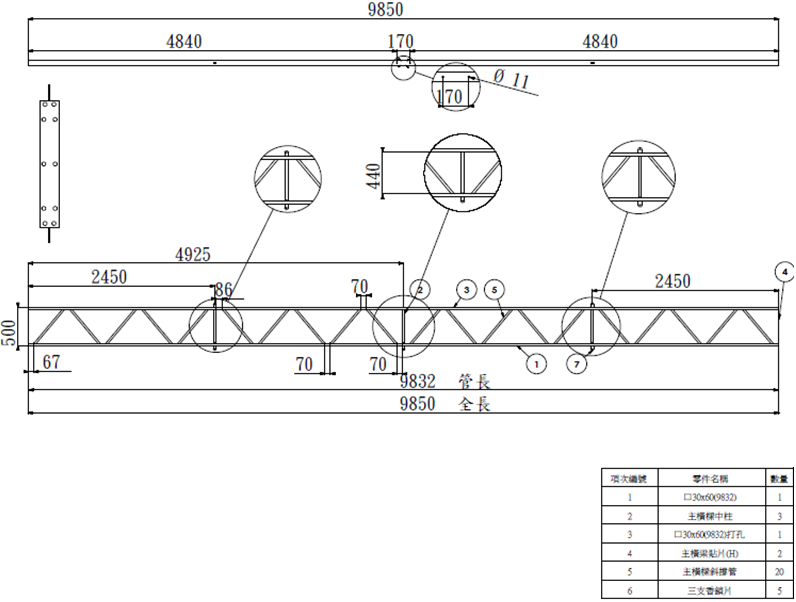 9850
4840 170 4840
Ø 11
170
440
4925
2450 2450
86
70
2 3 5 4
500
67 70 70
1 7
9832 管長
9850 全長
項次編號 零件名稱 數量
1 口30x60(9832) 1
2 主橫樑中柱 3
3 口30x60(9832)打孔 1
4 主橫梁貼片(H) 2
5 主橫樑斜撐管 20
6 三支香鎖片 5